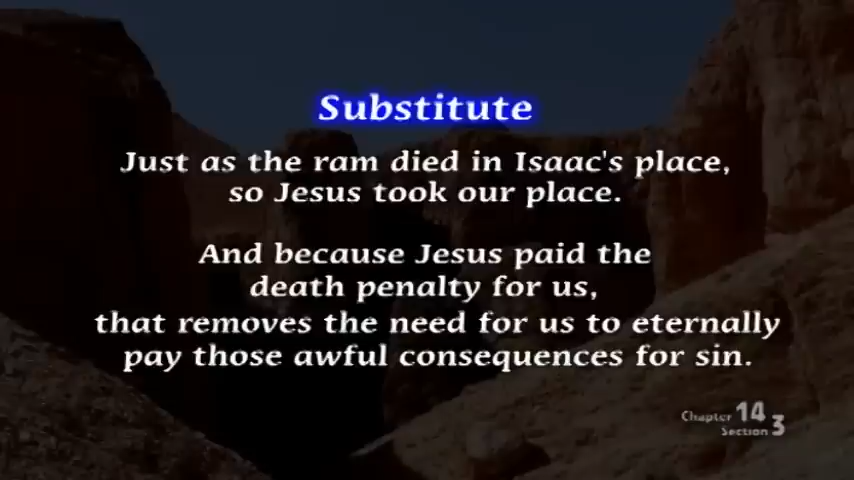 Substitute
Just as the ram died in Isaac's place,
so Jesus took our place.
And because Jesus paid the
death penalty for us,
that removes the need for us to eternally
pay those awful consequences for sin.
Chapter 14
Section 3